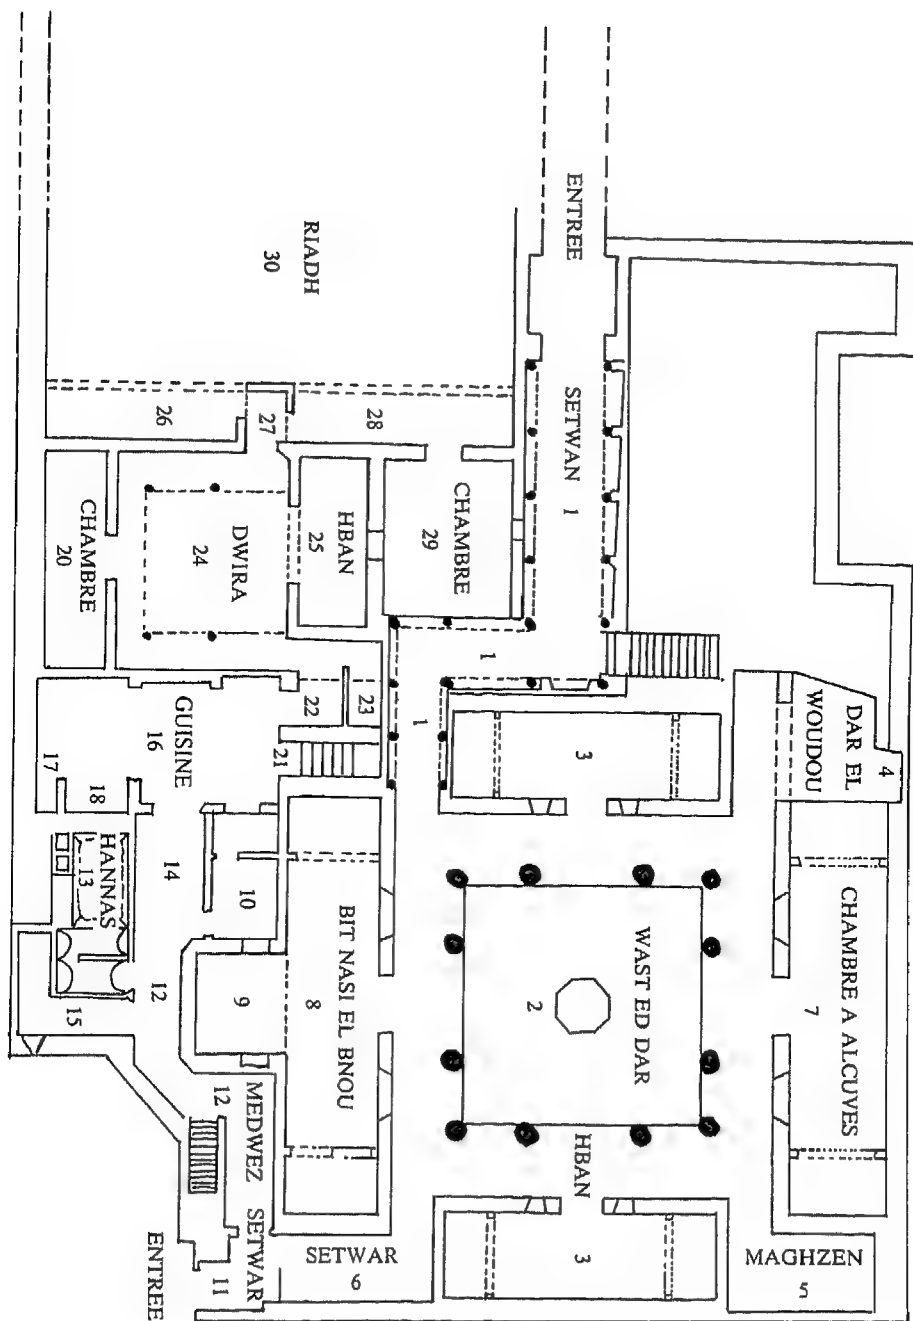 ENTREE
RIADH
30
SETWAN 1
26
27
28
CHAMBRE
20
DWIRA
24
HBAN
25
CHAMBRE
29
1
1
22
23
21
GUISINE
16
17
18
3
DAR EL
WOUDOU
4
HANNAS
13
14
10
BIT NASI EL BNOU
8
9
WAST ED DAR
2
CHAMBRE A ALCUVES
7
12
15
12
MEDWEZ SETWAR
HBAN
3
11
ENTREE
SETWAR
6
MAGHZEN
5